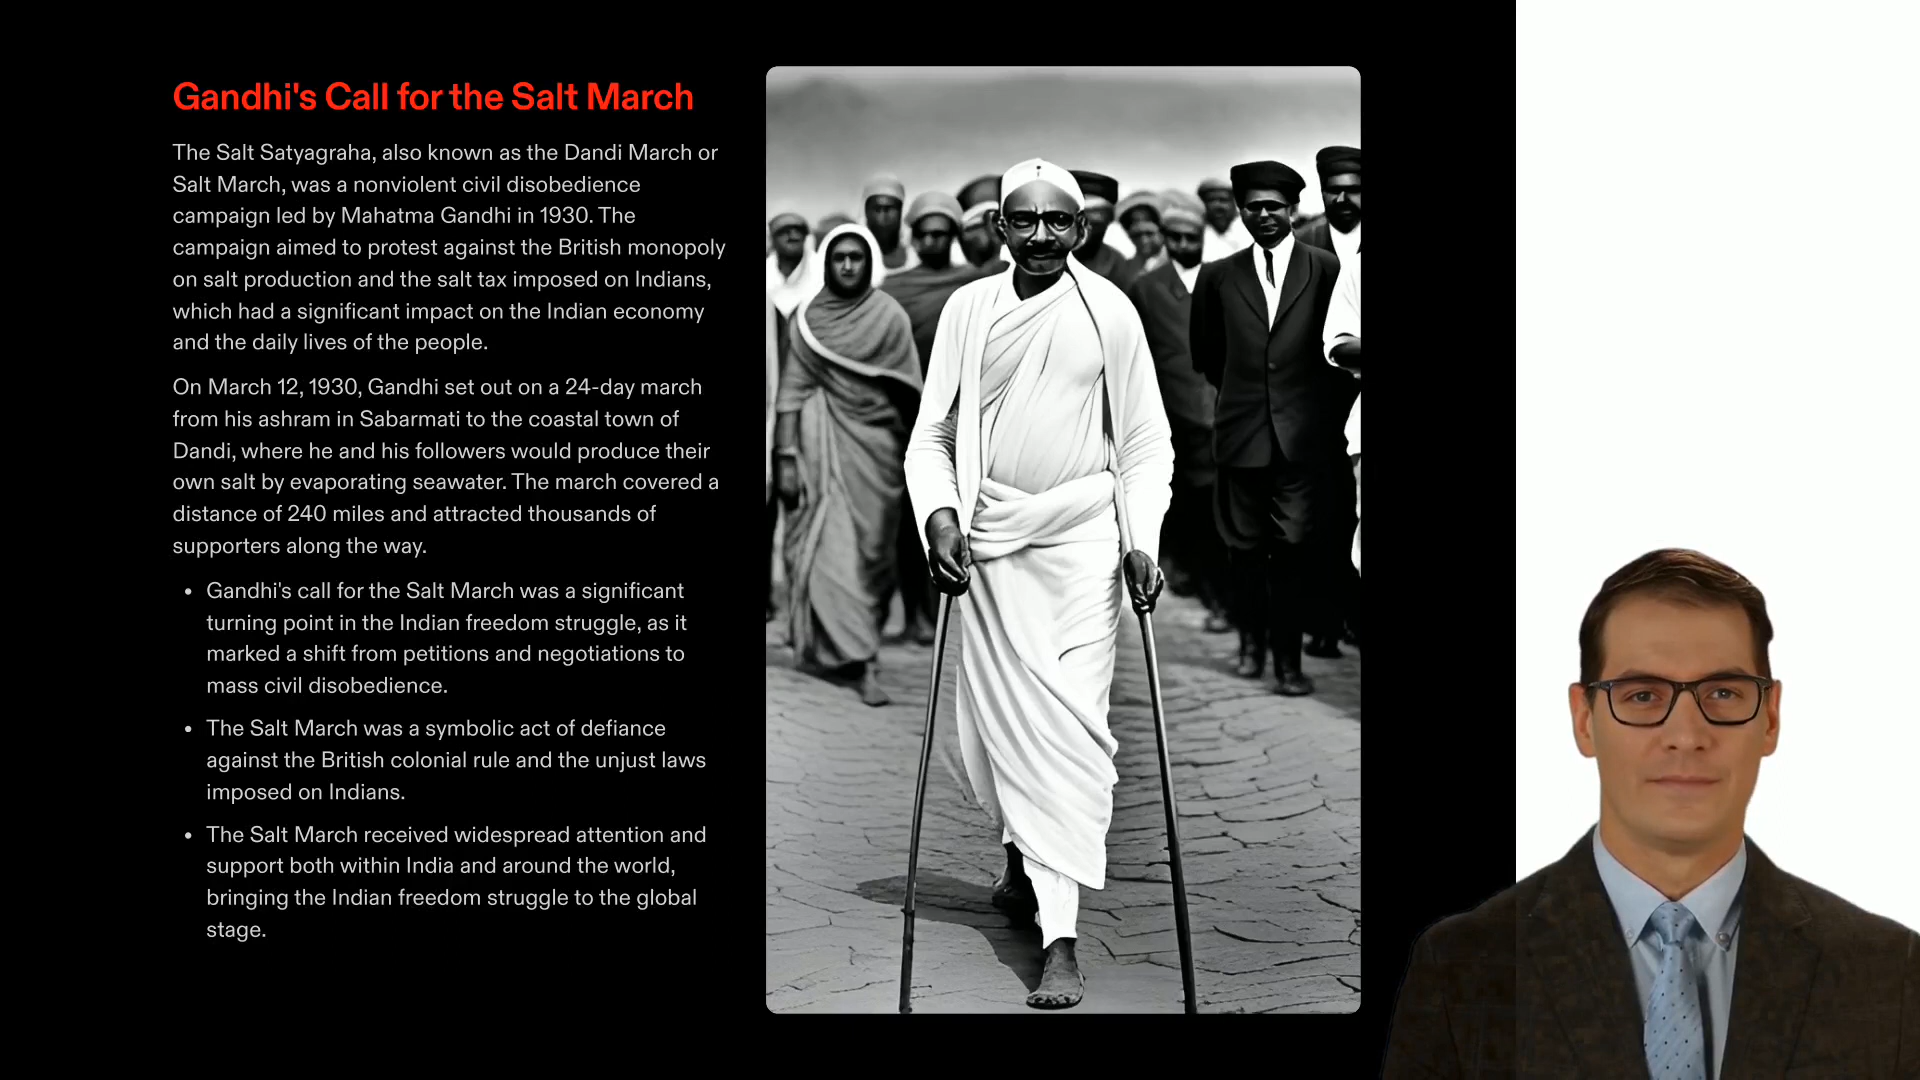 Gandhi's Call for the Salt March
The Salt Satyagraha, also known as the Dandi March or
Salt March, was a nonviolent civil disobedience
campaign led by Mahatma Gandhi in 1930. The
campaign aimed to protest against the British monopoly
on salt production and the salt tax imposed on Indians,
which had a significant impact on the Indian economy
and the daily lives of the people.
On March 12, 1930, Gandhi set out on a 24-day march
from his ashram in Sabarmati to the coastal town of
Dandi, where he and his followers would produce their
own salt by evaporating seawater. The march covered a
distance of 240 miles and attracted thousands of
supporters along the way.
• Gandhi's call for the Salt March was a significant
turning point in the Indian freedom struggle, as it
marked a shift from petitions and negotiations to
mass civil disobedience.
• The Salt March was a symbolic act of defiance
against the British colonial rule and the unjust laws
imposed on Indians.
• The Salt March received widespread attention and
support both within India and around the world,
bringing the Indian freedom struggle to the global
stage.